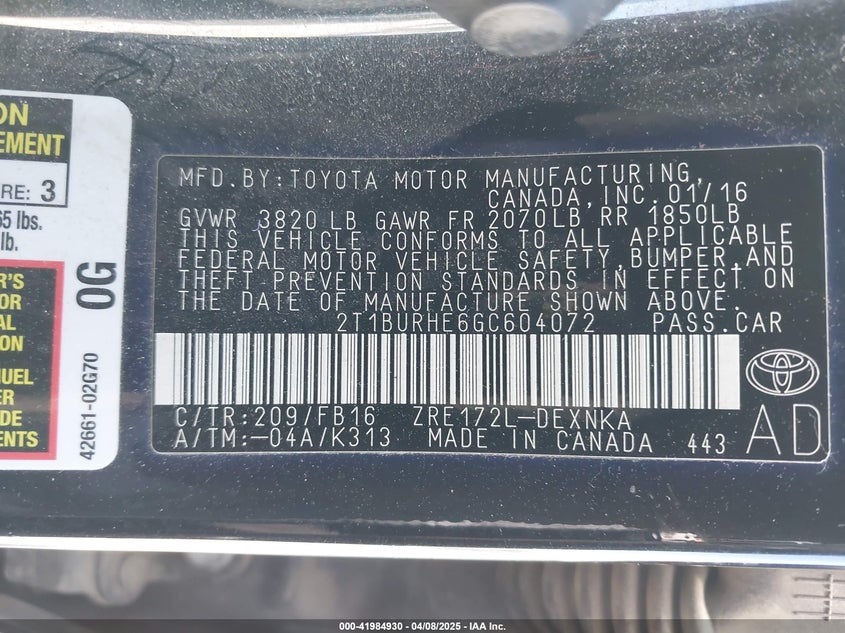 ON
EMENT
RE: 3
65 lbs.
lb.
R'S
OR
AL
ION
NUEL
ER
DE
ENTS
0G
42661-02G70
MFD.BY:TOYOTA MOTOR MANUFACTURING,
CANADA,INC.01/16
GVWR 3820 LB GAWR FR 2070LB RR 1850LB
THIS VEHICLE CONFORMS TO ALL APPLICABLE
FEDERAL MOTOR VEHICLE SAFETY,BUMPER,AND
THEFT PREVENTION STANDARDS IN EFFECT ON
THE DATE OF MANUFACTURE SHOWN ABOVE.
2T1BURHE6GC604072 PASS.CAR
C/TR:209/FB16 ZRE172L-DEXNKA
A/TM:-04A/K313 MADE IN CANADA 443
AD
000-41984930 - 04/08/2025 - IAA Inc.